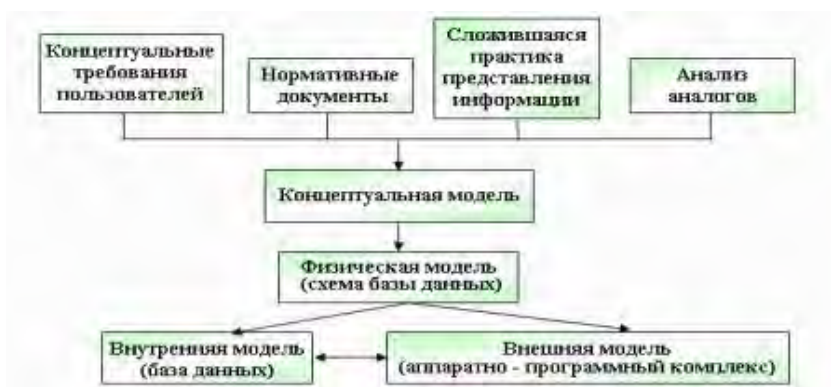 Концептуальные
требования
пользователей
Нормативные
документы
Сложившаяся
практика
представления
информации
Анализ
аналогов
Концептуальная модель
Физическая модель
(схема базы данных)
Внутренняя модель
(база данных)
Внешняя модель
(аппаратно - программный комплекс)